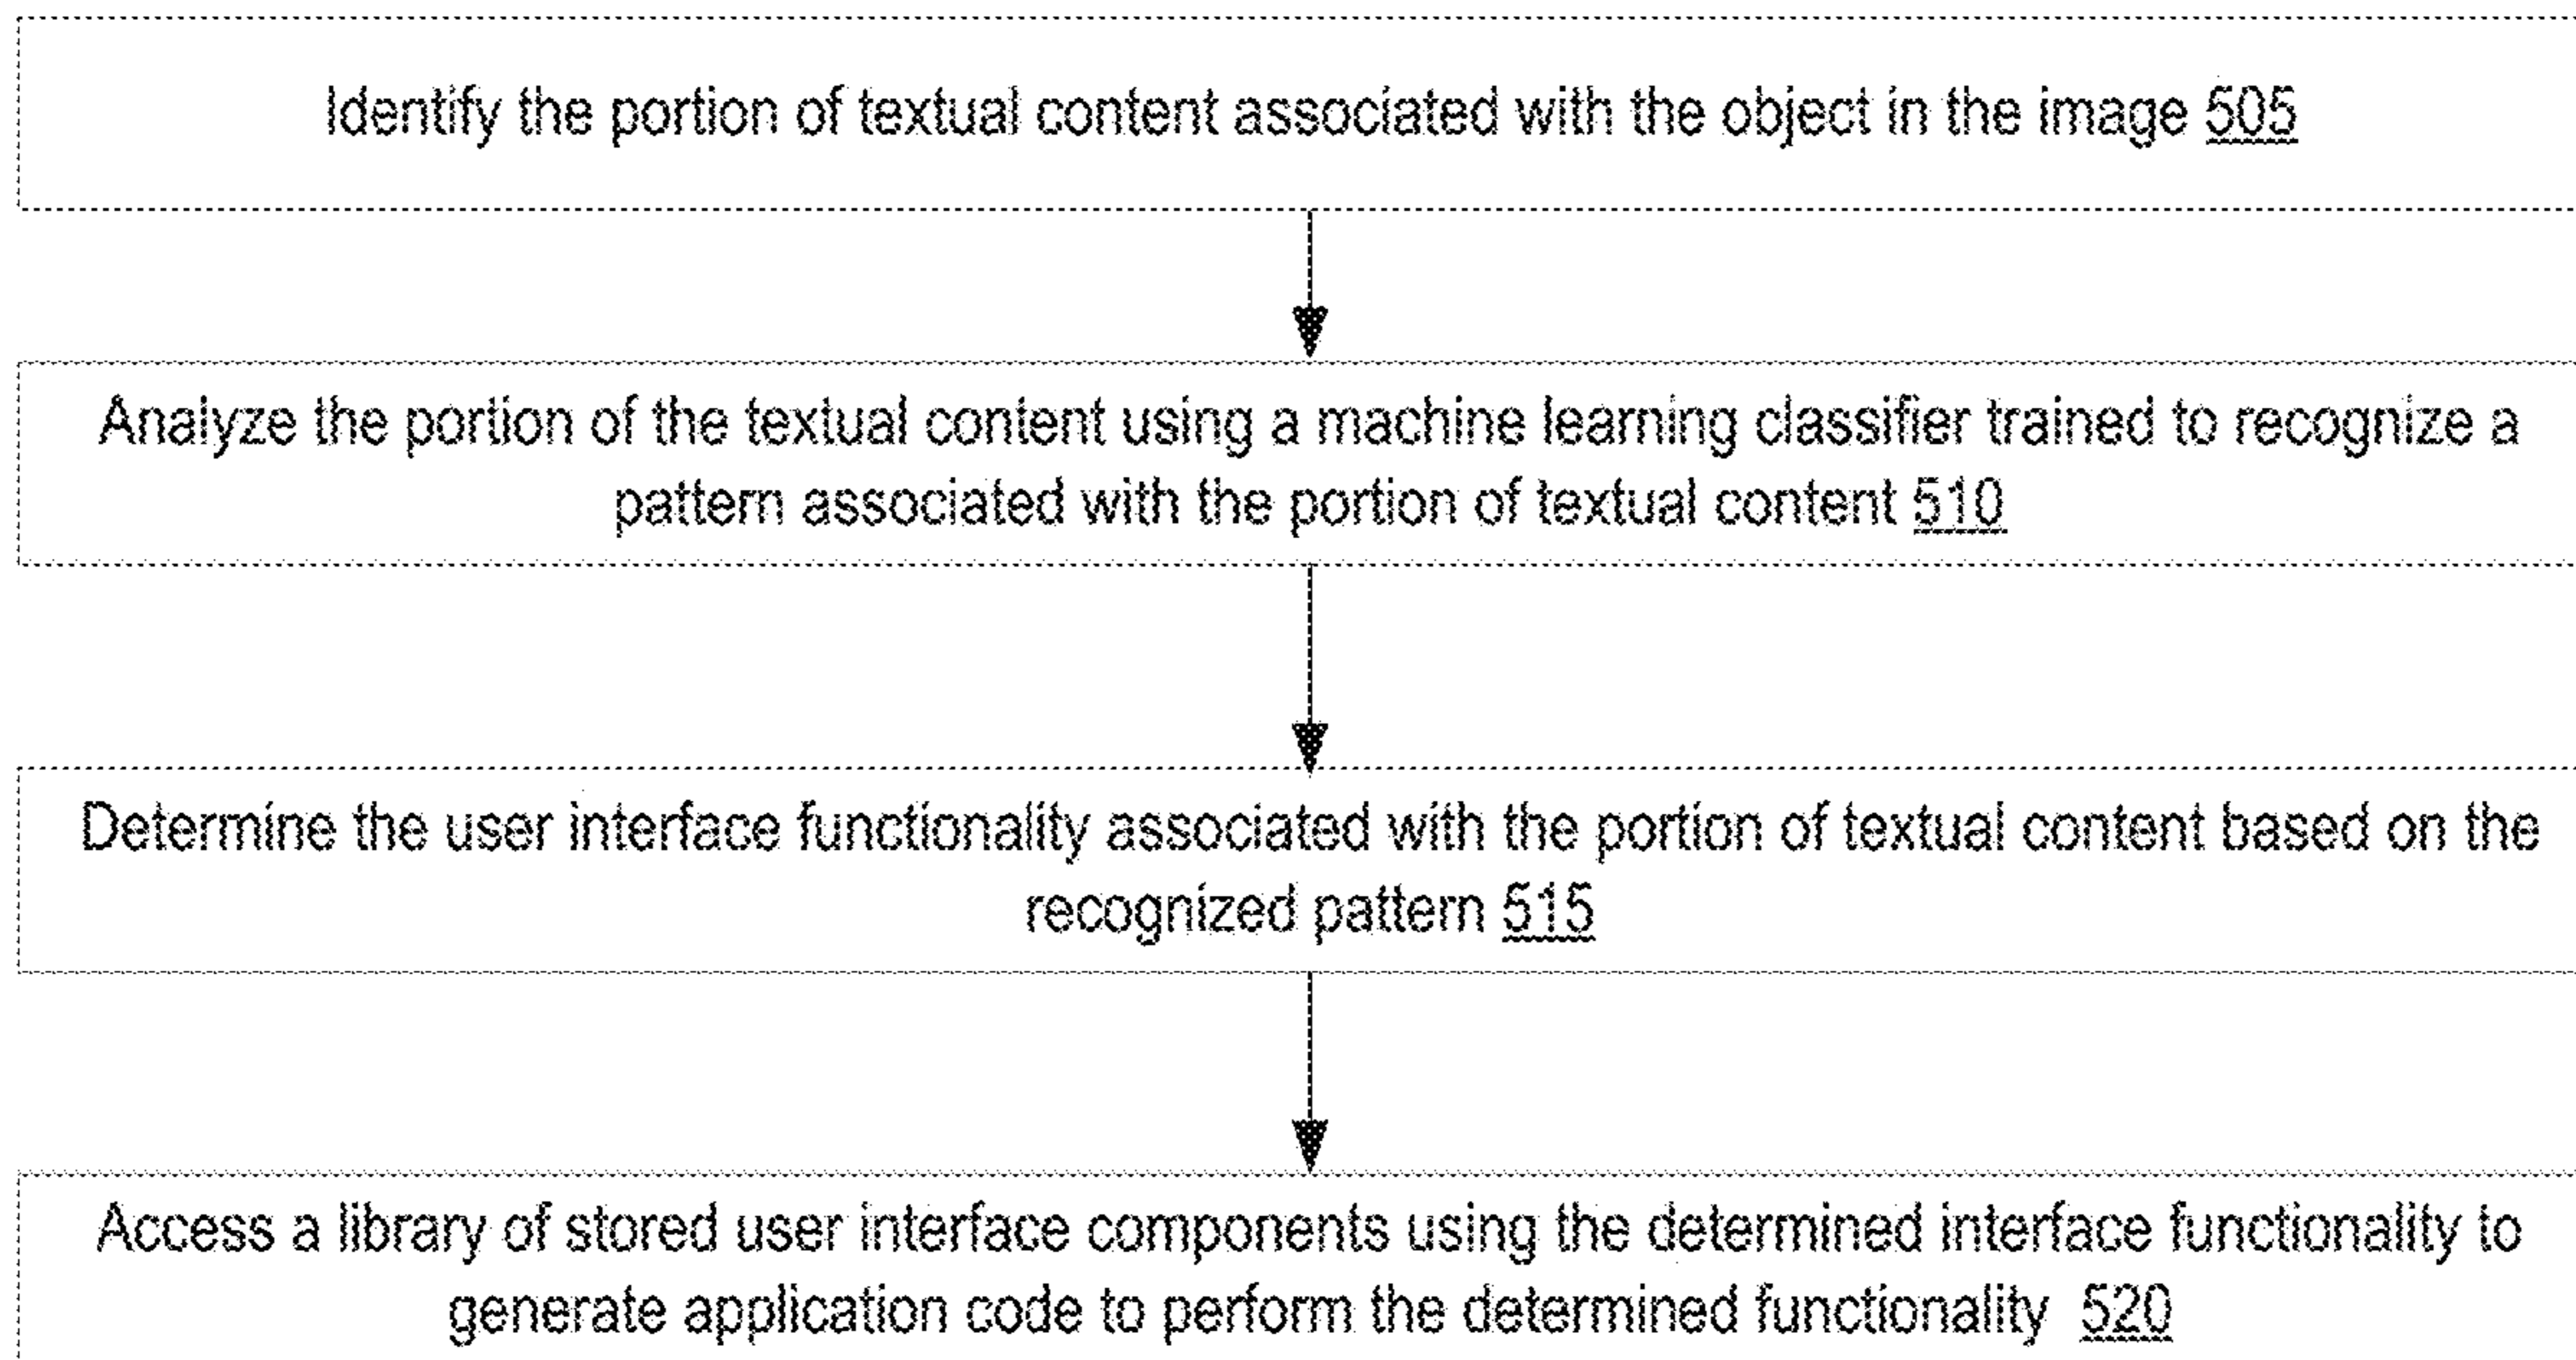 Identify the portion of textual content associated with the object in the image 505
Analyze the portion of the textual content using a machine learning classifier trained to recognize a
pattern associated with the portion of textual content 510
Determine the user interface functionality associated with the portion of textual content based on the
recognized pattern 515
Access a library of stored user interface components using the determined interface functionality to
generate application code to perform the determined functionality 520